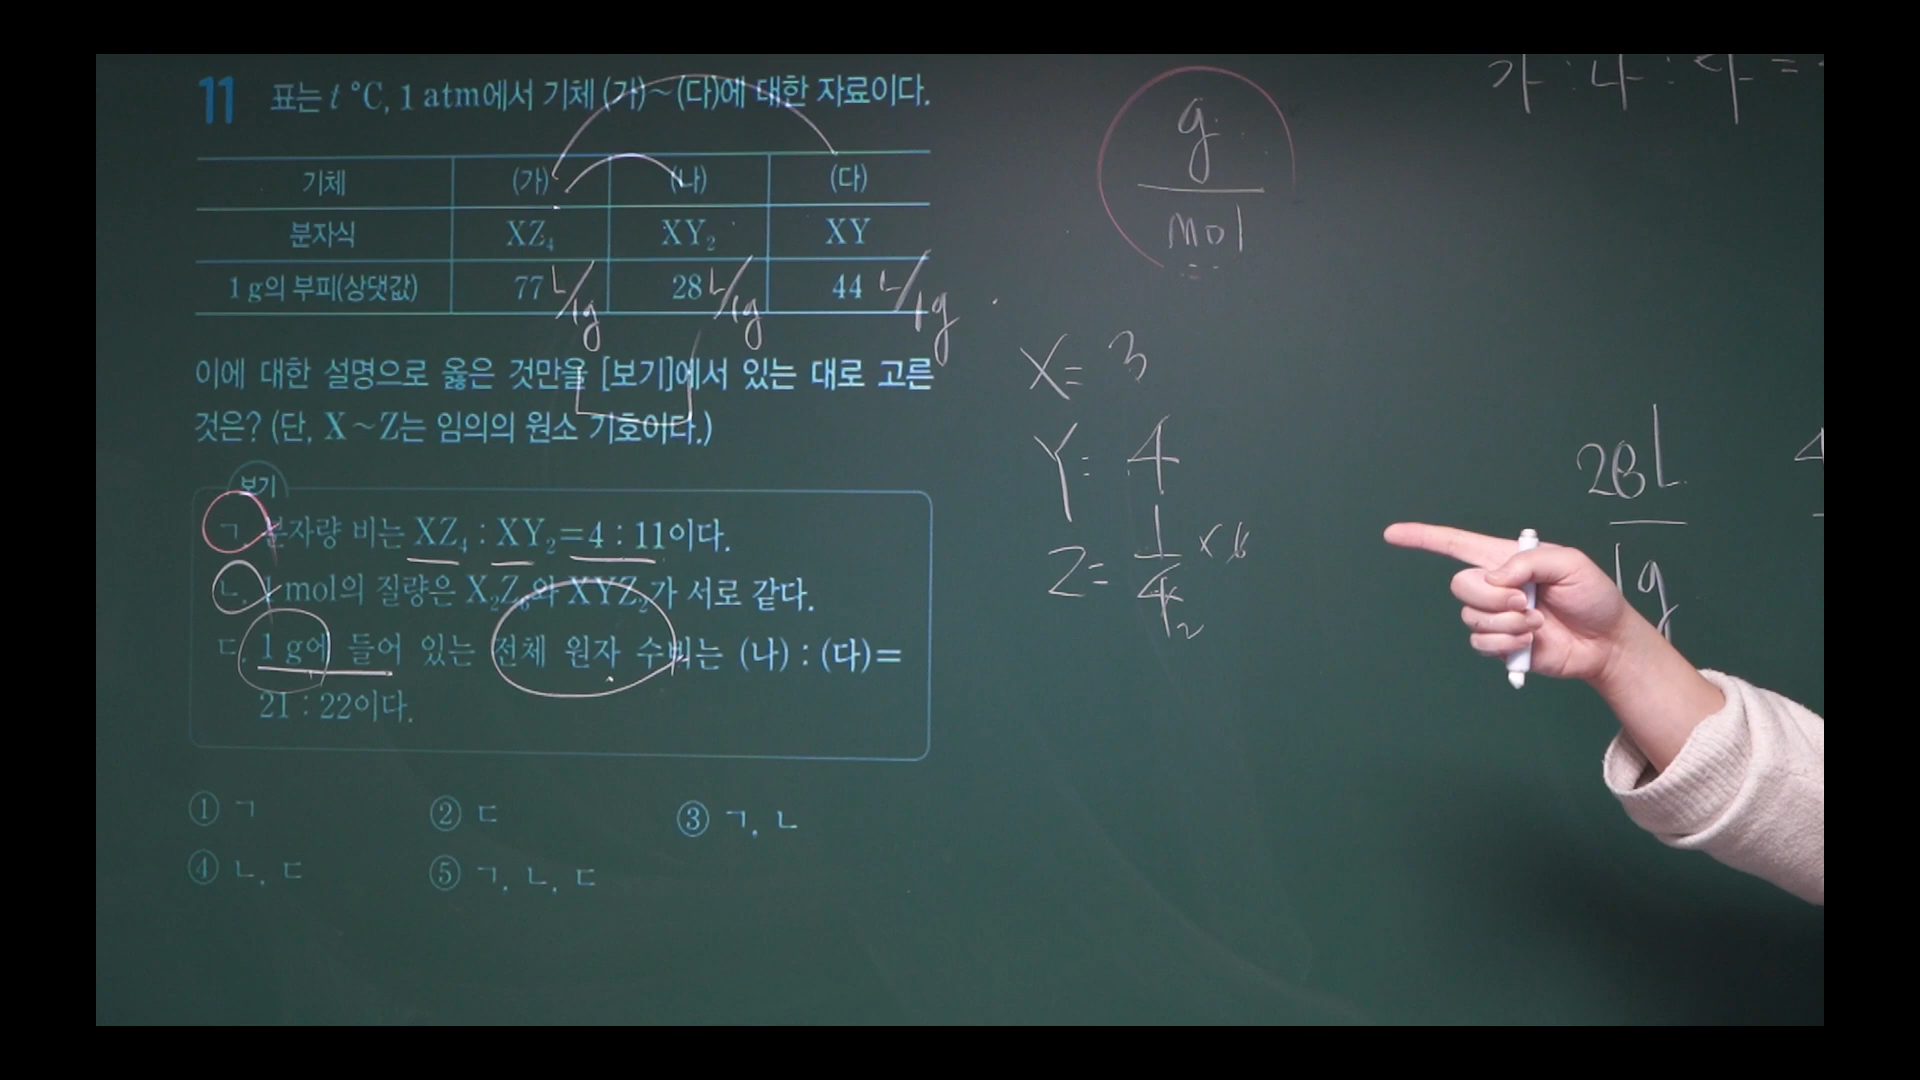 11 표는 t °C, 1 atm에서 기체 (가)~(다)에 대한 자료이다.
기체 (가) (나) (다)
분자식 XZ₄ XY₂ XY
1 g의 부피(상댓값) 77 L/1g 28 L/1g 44 L/1g
이에 대한 설명으로 옳은 것만을 [보기]에서 있는 대로 고른
것은? (단, X~Z는 임의의 원소 기호이다.)
보기
ㄱ. 분자량 비는 XZ₄ : XY₂=4 : 11이다.
ㄴ. 1 mol의 질량은 X₂Z₆와 XYZ₂가 서로 같다.
ㄷ. 1 g에 들어 있는 전체 원자 수비는 (나) : (다)=
21 : 22이다.
① ㄱ ② ㄷ ③ ㄱ, ㄴ
④ ㄴ, ㄷ ⑤ ㄱ, ㄴ, ㄷ
g
mol
X= 3
Y= 4
Z= 1/4
2
가 : 나 :
28L
1g